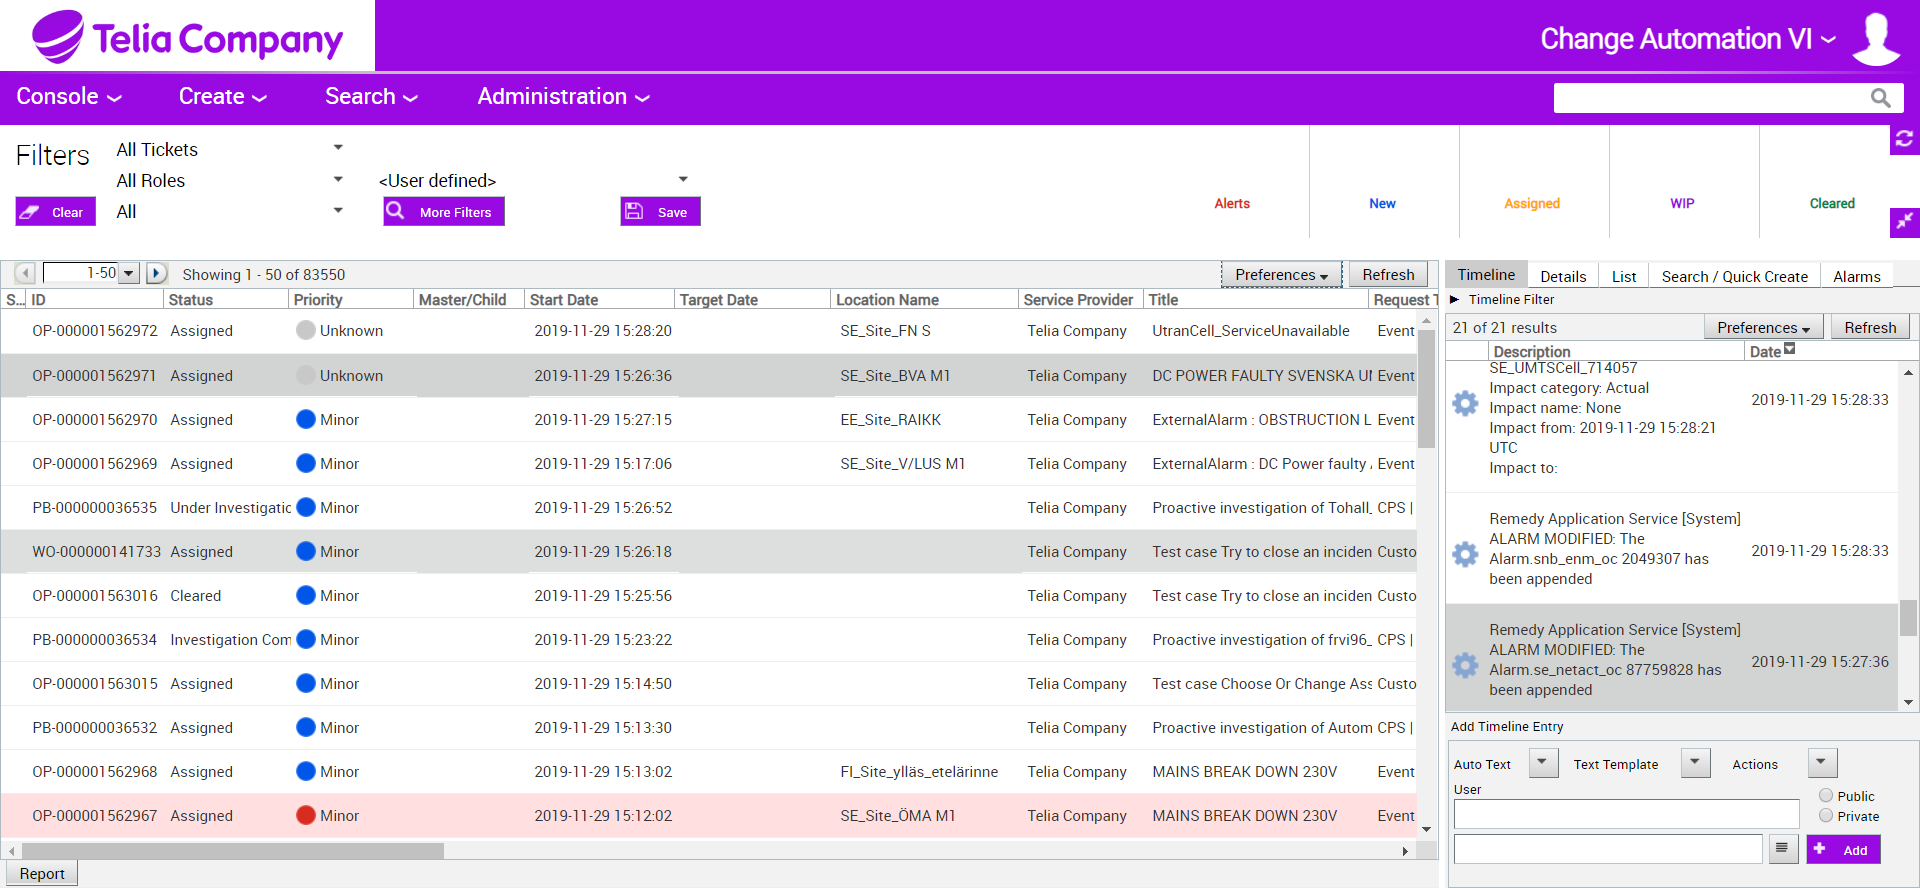 Telia Company
Change Automation VI
Console Create Search Administration
Filters
All Tickets
All Roles
<User defined>
Clear
All
More Filters
Save
Alerts
New
Assigned
WIP
Cleared
1-50
Showing 1 - 50 of 83550
Preferences
Refresh
S... ID Status Priority Master/Child Start Date Target Date Location Name Service Provider Title Request T
OP-000001562972 Assigned Unknown 2019-11-29 15:28:20 SE_Site_FN S Telia Company UtranCell_ServiceUnavailable Event
OP-000001562971 Assigned Unknown 2019-11-29 15:26:36 SE_Site_BVA M1 Telia Company DC POWER FAULTY SVENSKA UI Event
OP-000001562970 Assigned Minor 2019-11-29 15:27:15 EE_Site_RAIKK Telia Company ExternalAlarm : OBSTRUCTION L Event
OP-000001562969 Assigned Minor 2019-11-29 15:17:06 SE_Site_V/LUS M1 Telia Company ExternalAlarm : DC Power faulty Event
PB-000000036535 Under Investigatic Minor 2019-11-29 15:26:52 Telia Company Proactive investigation of Tohall_ CPS |
WO-000000141733 Assigned Minor 2019-11-29 15:26:18 Telia Company Test case Try to close an inciden Custo
OP-000001563016 Cleared Minor 2019-11-29 15:25:56 Telia Company Test case Try to close an inciden Custo
PB-000000036534 Investigation Com Minor 2019-11-29 15:23:22 Telia Company Proactive investigation of frvi96_ CPS |
OP-000001563015 Assigned Minor 2019-11-29 15:14:50 Telia Company Test case Choose Or Change Ass Custo
PB-000000036532 Assigned Minor 2019-11-29 15:13:30 Telia Company Proactive investigation of Autom CPS |
OP-000001562968 Assigned Minor 2019-11-29 15:13:02 FI_Site_ylläs_etelärinne Telia Company MAINS BREAK DOWN 230V Event
OP-000001562967 Assigned Minor 2019-11-29 15:12:02 SE_Site_ÖMA M1 Telia Company MAINS BREAK DOWN 230V Event
Report
Timeline Details List Search / Quick Create Alarms
Timeline Filter
21 of 21 results
Preferences
Refresh
Description Date
SE_UMTSCell_714057
Impact category: Actual
Impact name: None
Impact from: 2019-11-29 15:28:21
UTC
Impact to:
2019-11-29 15:28:33
Remedy Application Service [System]
ALARM MODIFIED: The
Alarm.snb_enm_oc 2049307 has
been appended
2019-11-29 15:28:33
Remedy Application Service [System]
ALARM MODIFIED: The
Alarm.se_netact_oc 87759828 has
been appended
2019-11-29 15:27:36
Add Timeline Entry
Auto Text
Text Template
Actions
User
Public
Private
Add